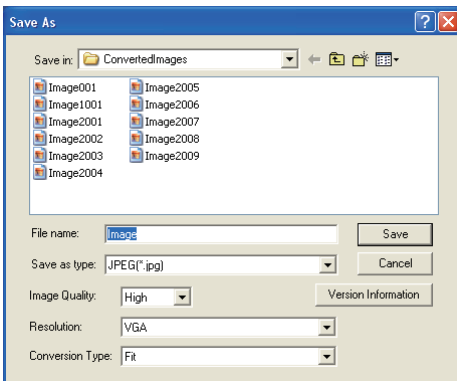 Save As
Save in: ConvertedImages
Image001
Image1001
Image2001
Image2002
Image2003
Image2004
Image2005
Image2006
Image2007
Image2008
Image2009
File name: Image
Save
Save as type: JPEG(*.jpg)
Cancel
Image Quality: High
Version Information
Resolution: VGA
Conversion Type: Fit